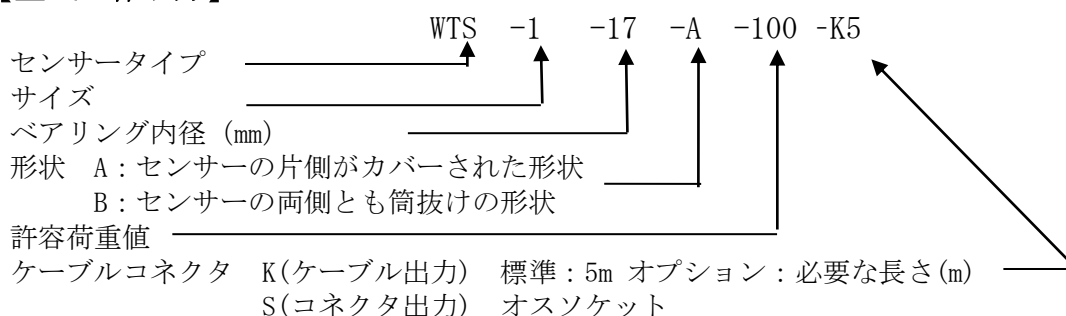 WTS -1 -17 -A -100 -K5
センサータイプ
サイズ
ベアリング内径 (mm)
形状 A：センサーの片側がカバーされた形状
B：センサーの両側とも筒抜けの形状
許容荷重値
ケーブルコネクタ K(ケーブル出力) 標準：5m オプション：必要な長さ(m)
S(コネクタ出力) オスソケット